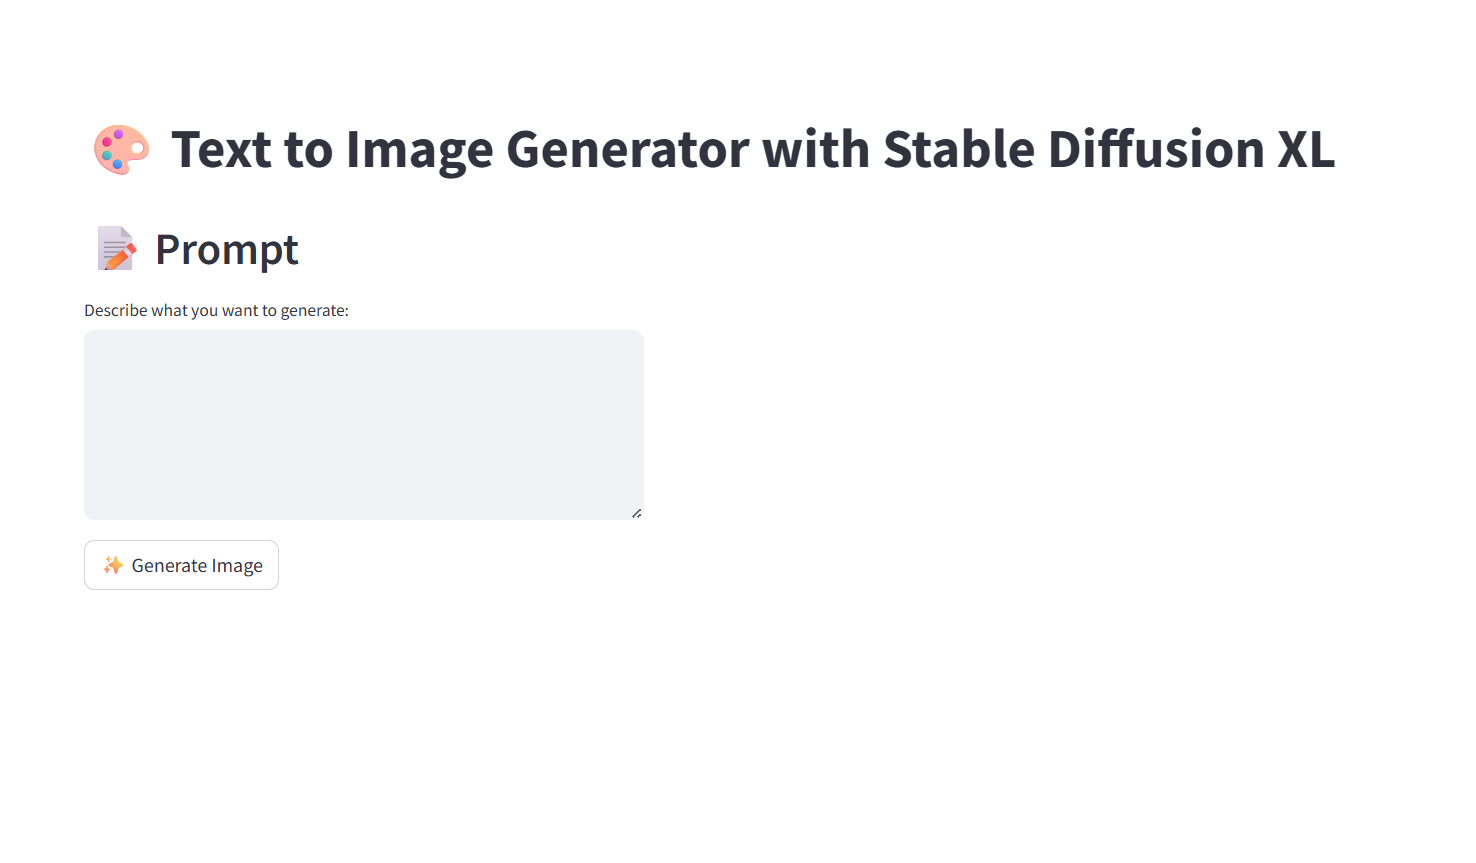 🎨 Text to Image Generator with Stable Diffusion XL
📝 Prompt
Describe what you want to generate:
✨ Generate Image